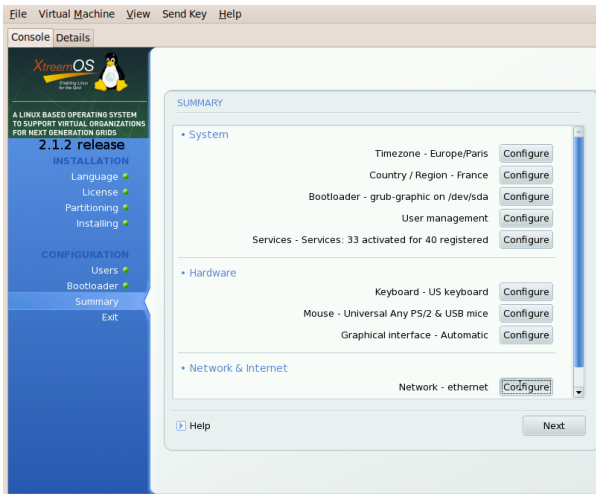 File Virtual Machine View Send Key Help
Console Details
XtreemOS
Enabling Linux
for the Grid
A LINUX BASED OPERATING SYSTEM
TO SUPPORT VIRTUAL ORGANIZATIONS
FOR NEXT GENERATION GRIDS
2.1.2 release
INSTALLATION
Language
License
Partitioning
Installing
CONFIGURATION
Users
Bootloader
Summary
Exit
SUMMARY
• System
Timezone - Europe/Paris Configure
Country / Region - France Configure
Bootloader - grub-graphic on /dev/sda Configure
User management Configure
Services - Services: 33 activated for 40 registered Configure
• Hardware
Keyboard - US keyboard Configure
Mouse - Universal Any PS/2 & USB mice Configure
Graphical interface - Automatic Configure
• Network & Internet
Network - ethernet Configure
Help Next